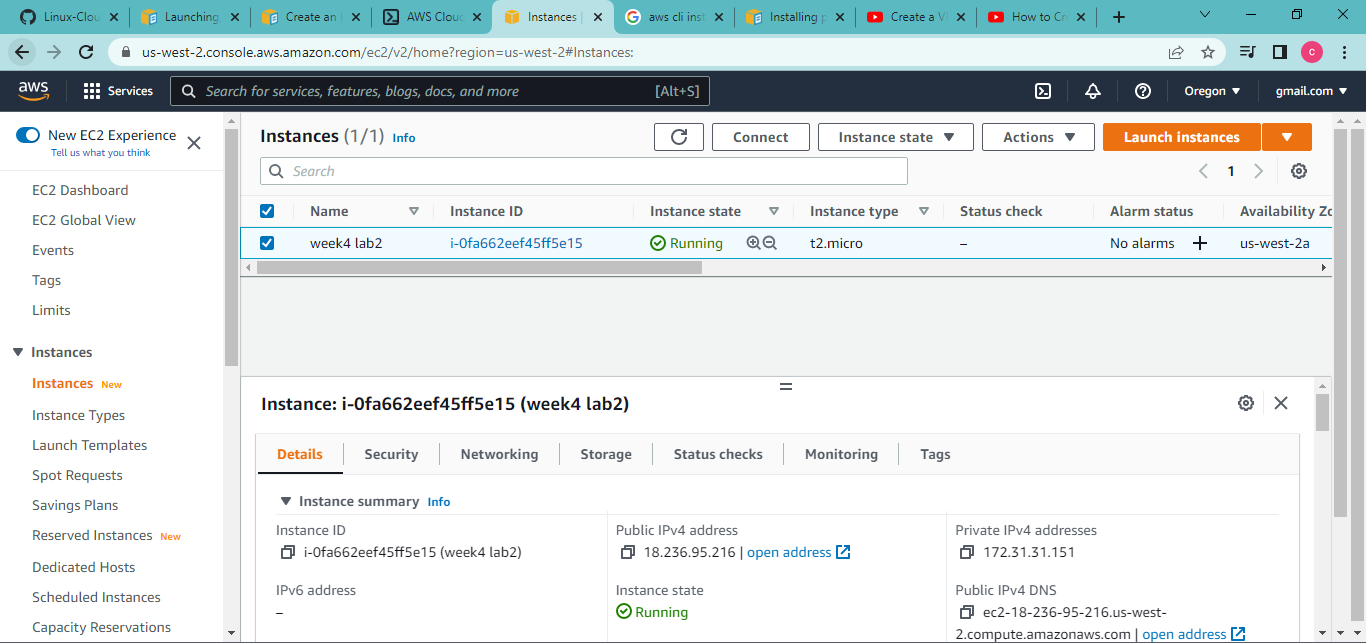 Linux-Clou
Launching
Create an
AWS Clou
Instances
aws cli inst
Installing p
Create a V
How to Cr
us-west-2.console.aws.amazon.com/ec2/v2/home?region=us-west-2#Instances:
c
aws
Services
Search for services, features, blogs, docs, and more
[Alt+S]
Oregon
gmail.com
New EC2 Experience
Tell us what you think
EC2 Dashboard
EC2 Global View
Events
Tags
Limits
Instances
Instances New
Instance Types
Launch Templates
Spot Requests
Savings Plans
Reserved Instances New
Dedicated Hosts
Scheduled Instances
Capacity Reservations
Instances (1/1) Info
Connect
Instance state
Actions
Launch instances
Search
1
Name
Instance ID
Instance state
Instance type
Status check
Alarm status
Availability Zo
week4 lab2
i-0fa662eef45ff5e15
Running
t2.micro
–
No alarms
us-west-2a
Instance: i-0fa662eef45ff5e15 (week4 lab2)
Details
Security
Networking
Storage
Status checks
Monitoring
Tags
Instance summary Info
Instance ID
i-0fa662eef45ff5e15 (week4 lab2)
Public IPv4 address
18.236.95.216 | open address
Private IPv4 addresses
172.31.31.151
IPv6 address
–
Instance state
Running
Public IPv4 DNS
ec2-18-236-95-216.us-west-
2.compute.amazonaws.com | open address